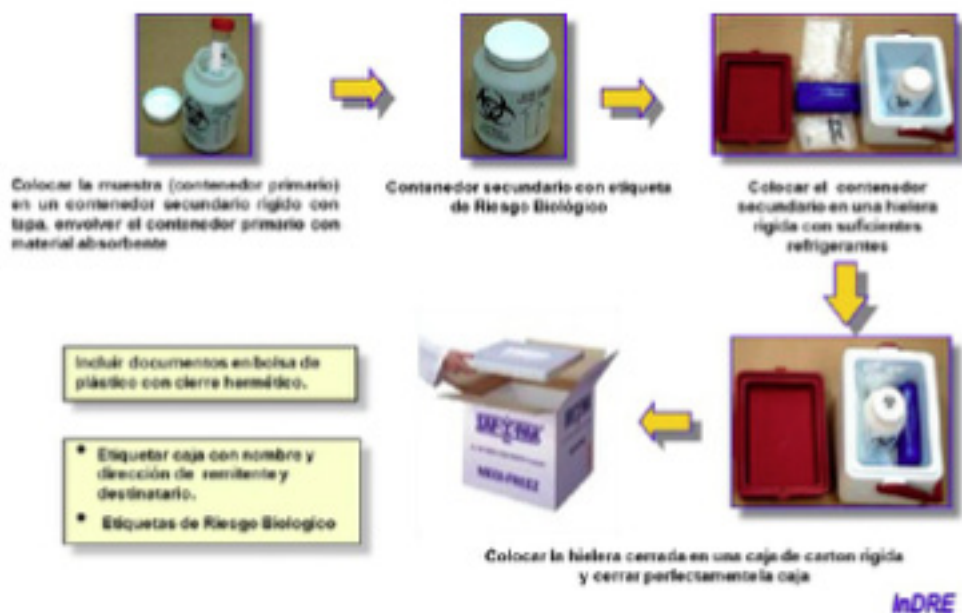 Colocar la muestra (contenedor primario)
en un contenedor secundario rígido con
tapa, envolver el contenedor primario con
material absorbente
Contenedor secundario con etiqueta
de Riesgo Biológico
Colocar el contenedor
secundario en una hielera
rígida con suficientes
refrigerantes
Incluir documentos en bolsa de
plástico con cierre hermético.
• Etiquetar caja con nombre y
dirección de remitente y
destinatario.
• Etiquetas de Riesgo Biologico
Colocar la hielera cerrada en una caja de carton rígida
y cerrar perfectamente la caja
InDRE